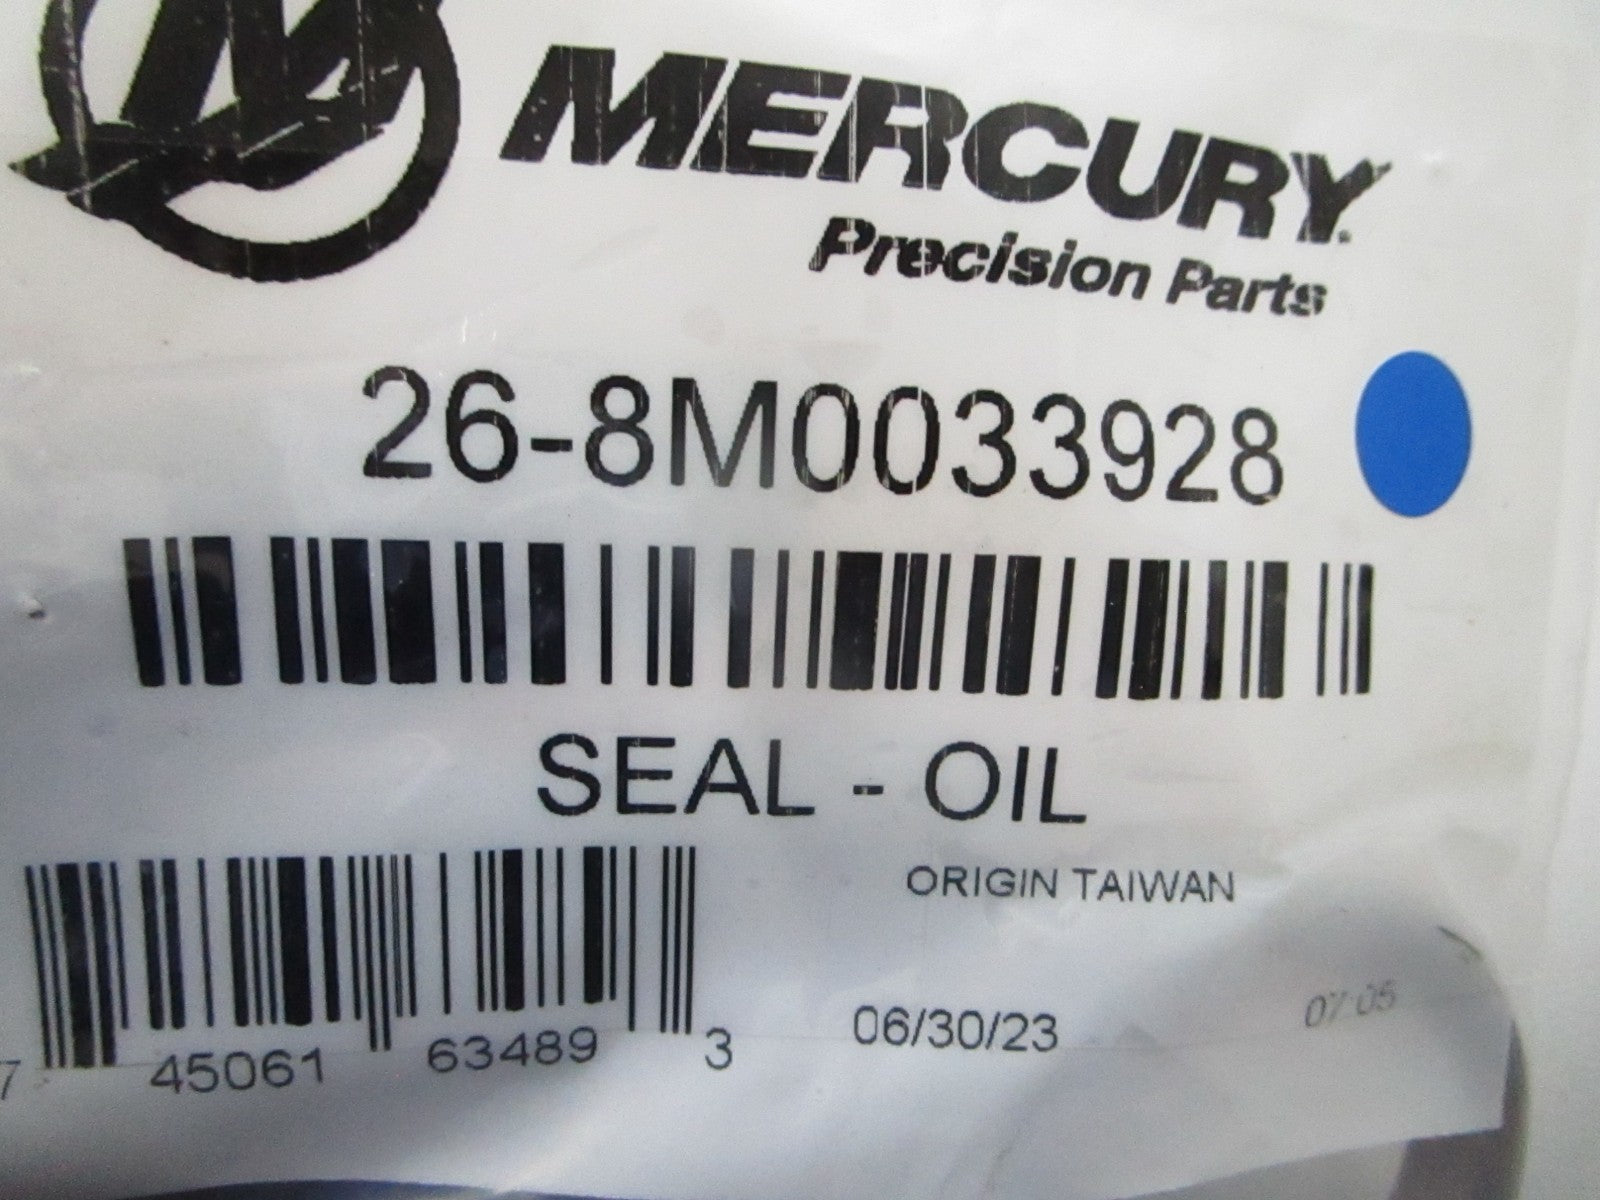 MERCURY
Precision Parts
26-8M0033928
SEAL - OIL
ORIGIN TAIWAN
7 45061 63489 3
06/30/23
07:05